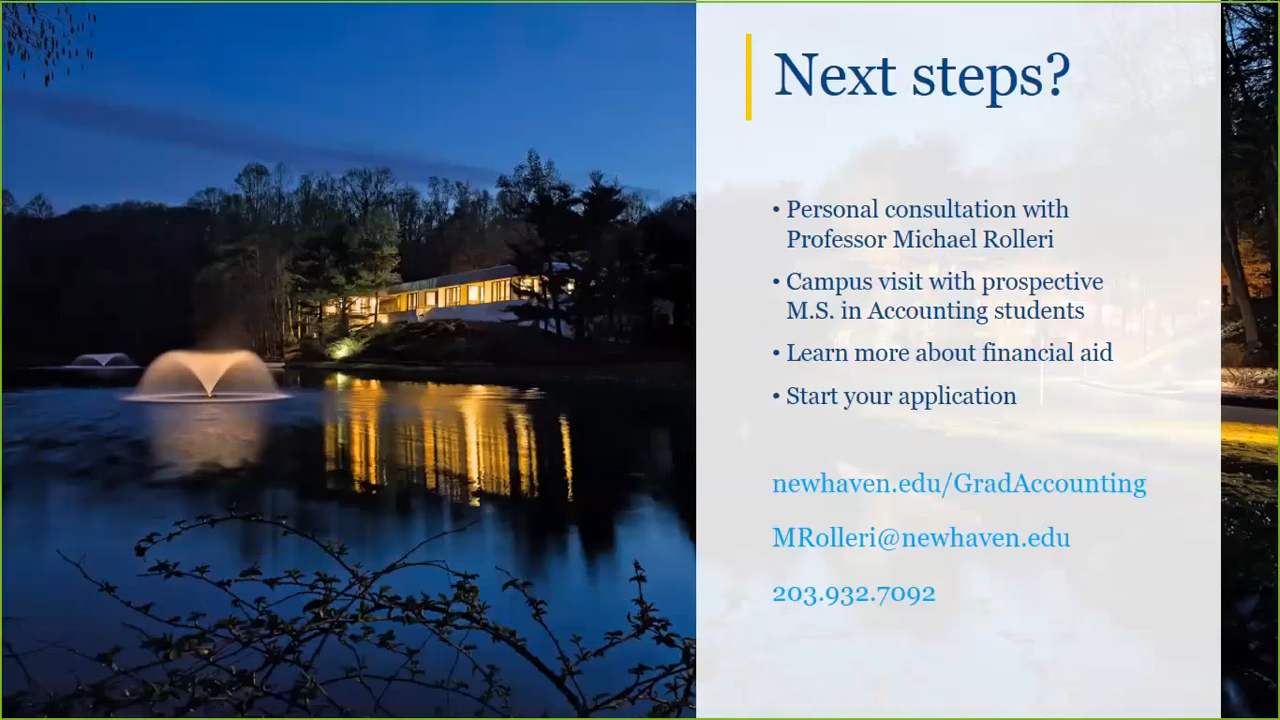 Next steps?
• Personal consultation with
Professor Michael Rolleri
• Campus visit with prospective
M.S. in Accounting students
• Learn more about financial aid
• Start your application
newhaven.edu/GradAccounting
MRolleri@newhaven.edu
203.932.7092